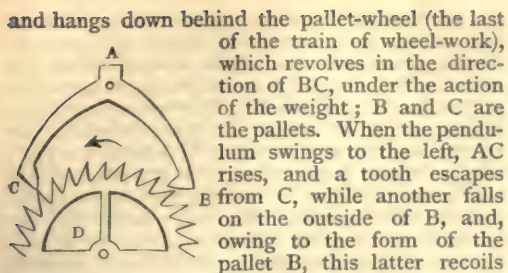 and hangs down behind the pallet-wheel (the last
of the train of wheel-work),
which revolves in the direc-
tion of BC, under the action
of the weight; B and C are
the pallets. When the pendu-
lum swings to the left, AC
rises, and a tooth escapes
from C, while another falls
on the outside of B, and,
owing to the form of the
pallet B, this latter recoils
A
C
B
D